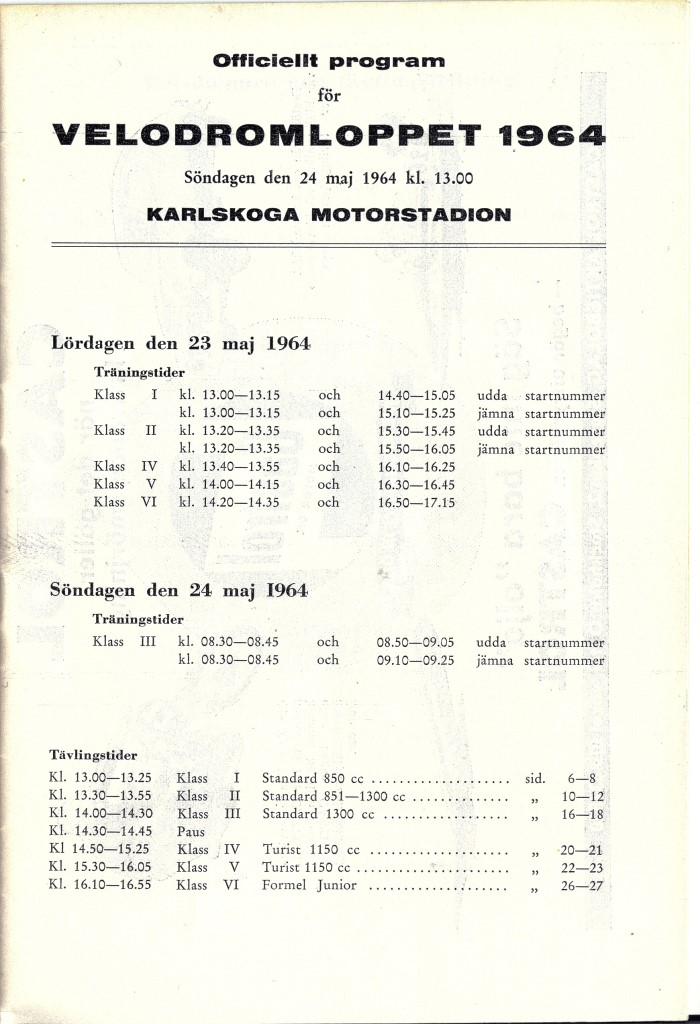 Officiellt program
för
VELODROMLOPPET 1964
Söndagen den 24 maj 1964 kl. 13.00
KARLSKOGA MOTORSTADION
Lördagen den 23 maj 1964
Träningstider
Klass I kl. 13.00—13.15 och 14.40—15.05 udda startnummer
kl. 13.00—13.15 och 15.10—15.25 jämna startnummer
Klass II kl. 13.20—13.35 och 15.30—15.45 udda startnummer
kl. 13.20—13.35 och 15.50—16.05 jämna startnummer
Klass IV kl. 13.40—13.55 och 16.10—16.25
Klass V kl. 14.00—14.15 och 16.30—16.45
Klass VI kl. 14.20—14.35 och 16.50—17.15
Söndagen den 24 maj I964
Träningstider
Klass III kl. 08.30—08.45 och 08.50—09.05 udda startnummer
kl. 08.30—08.45 och 09.10—09.25 jämna startnummer
Tävlingstider
Kl. 13.00—13.25 Klass I Standard 850 cc .................... sid. 6—8
Kl. 13.30—13.55 Klass II Standard 851—1300 cc .............. „ 10—12
Kl. 14.00—14.30 Klass III Standard 1300 cc .................. „ 16—18
Kl. 14.30—14.45 Paus
Kl 14.50—15.25 Klass IV Turist 1150 cc .................... „ 20—21
Kl. 15.30—16.05 Klass V Turist 1150 cc ...................... „ 22—23
Kl. 16.10—16.55 Klass VI Formel Junior .................... „ 26—27